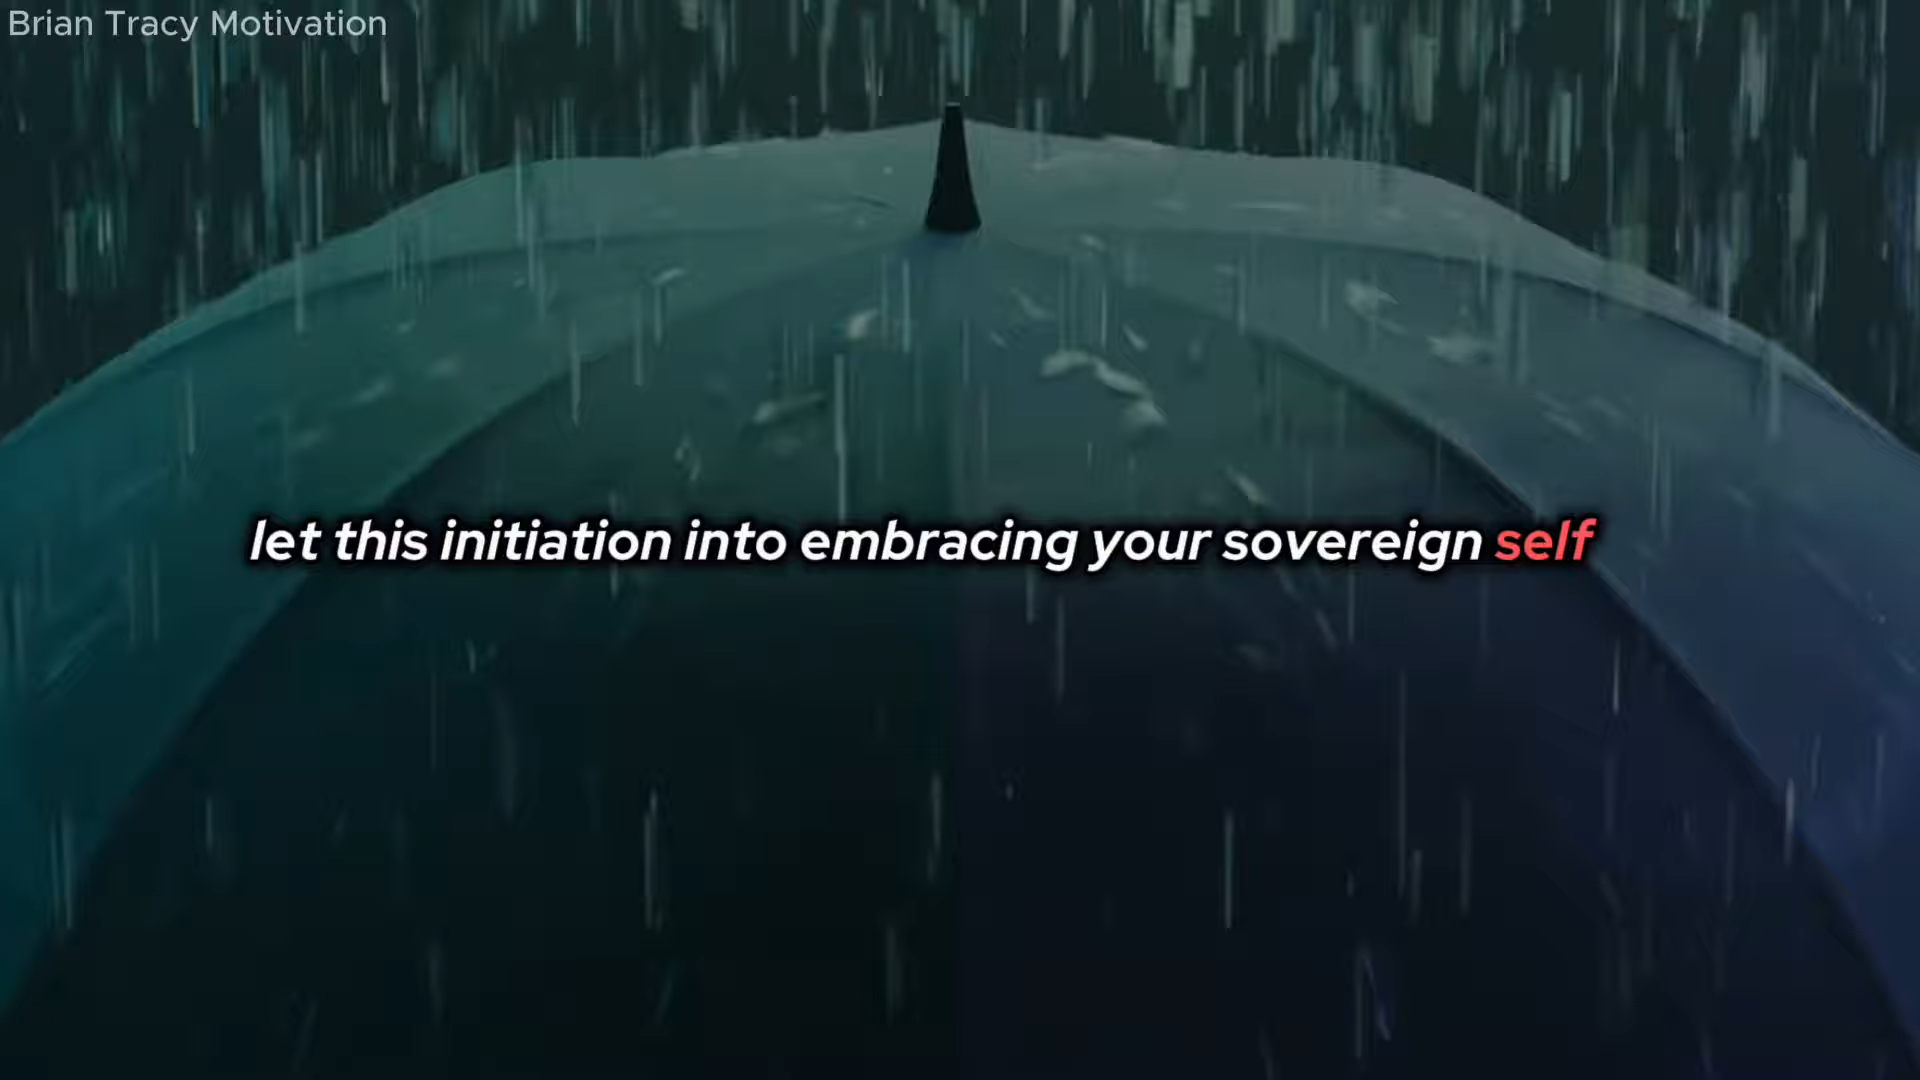 Brian Tracy Motivation
let this initiation into embracing your sovereign self